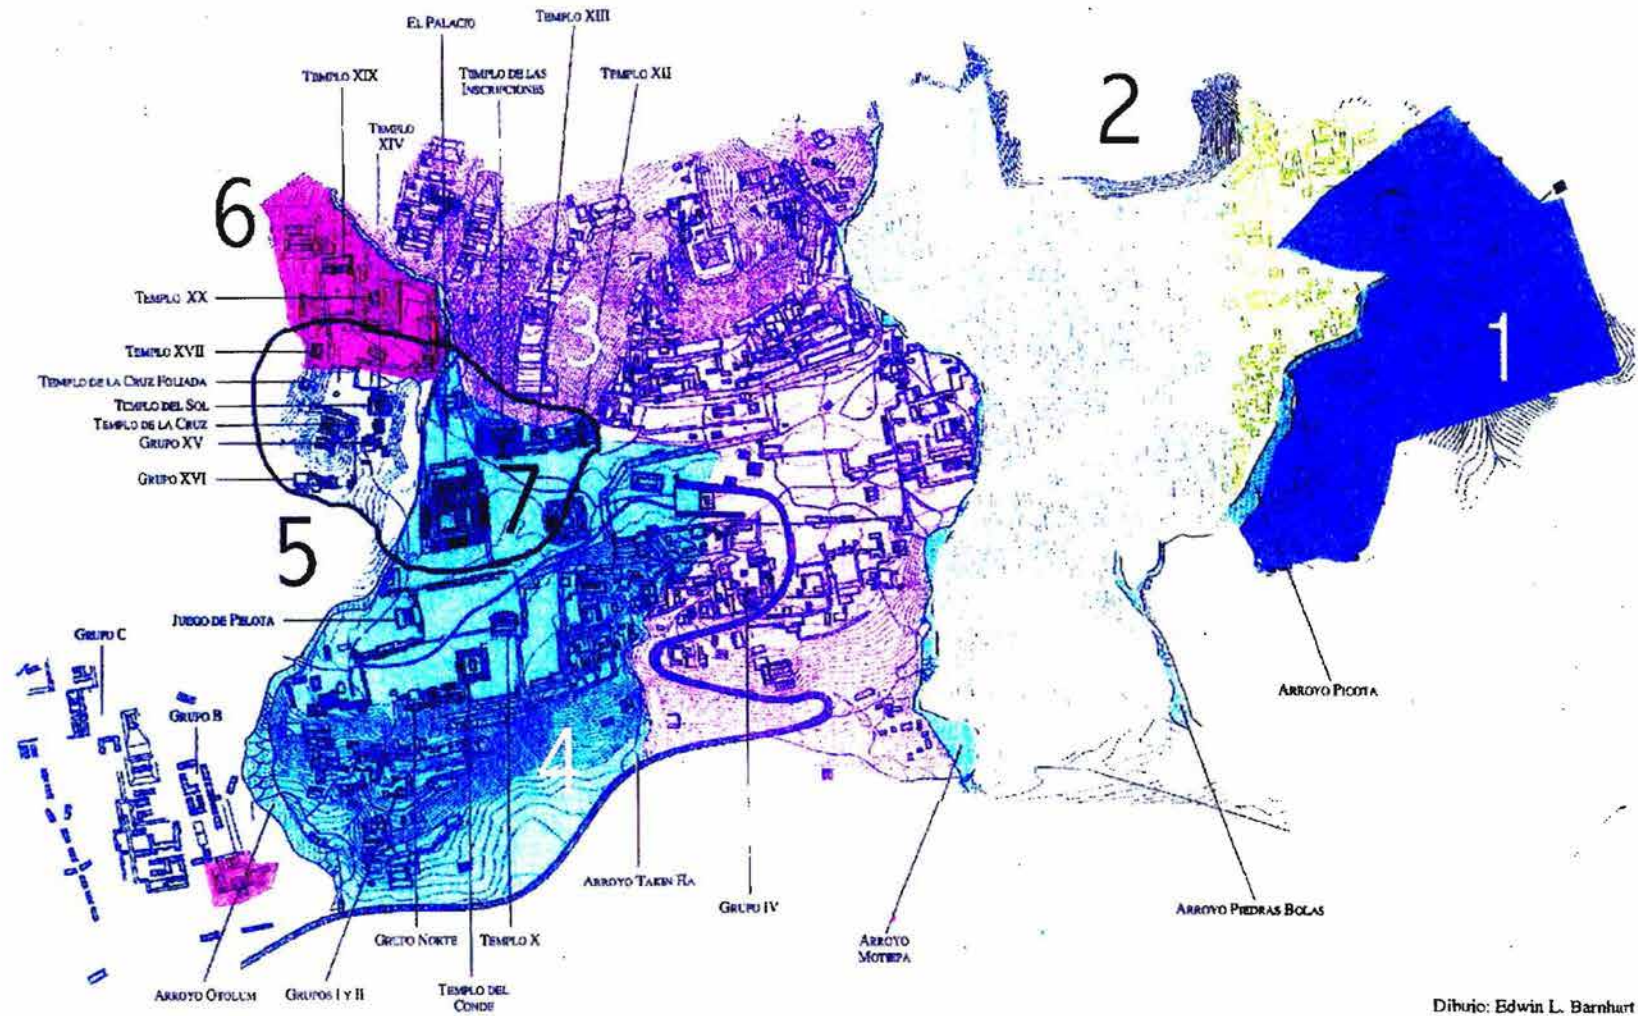 EL PALACIO
TEMPLO XIII
TEMPLO XIX
TEMPLO DE LAS
INSCRIPCIONES
TEMPLO XII
TEMPLO
XIV
2
6
TEMPLO XX
3
1
TEMPLO XVII
TEMPLO DE LA CRUZ FOLIADA
TEMPLO DEL SOL
TEMPLO DE LA CRUZ
GRUPO XV
GRUPO XVI
7
5
JUEGO DE PELOTA
GRUPO C
ARROYO PICOTA
GRUPO B
4
ARROYO TAKEN HA
GRUPO IV
ARROYO PIEDRAS BOLAS
GRUPO NORTE
TEMPLO X
ARROYO
MOTIEPA
ARROYO OTOLUM
GRUPOS I Y II
TEMPLO DEL
CONDE
Dibujo: Edwin L. Barnhart